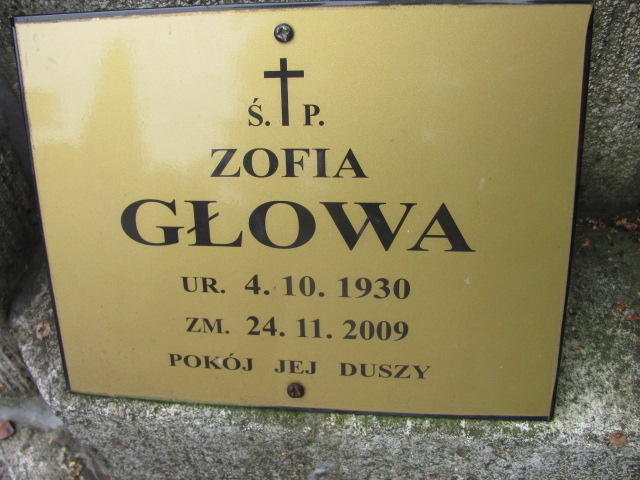 Ś. P.
ZOFIA
GŁOWA
UR. 4. 10. 1930
ZM. 24. 11. 2009
POKÓJ JEJ DUSZY